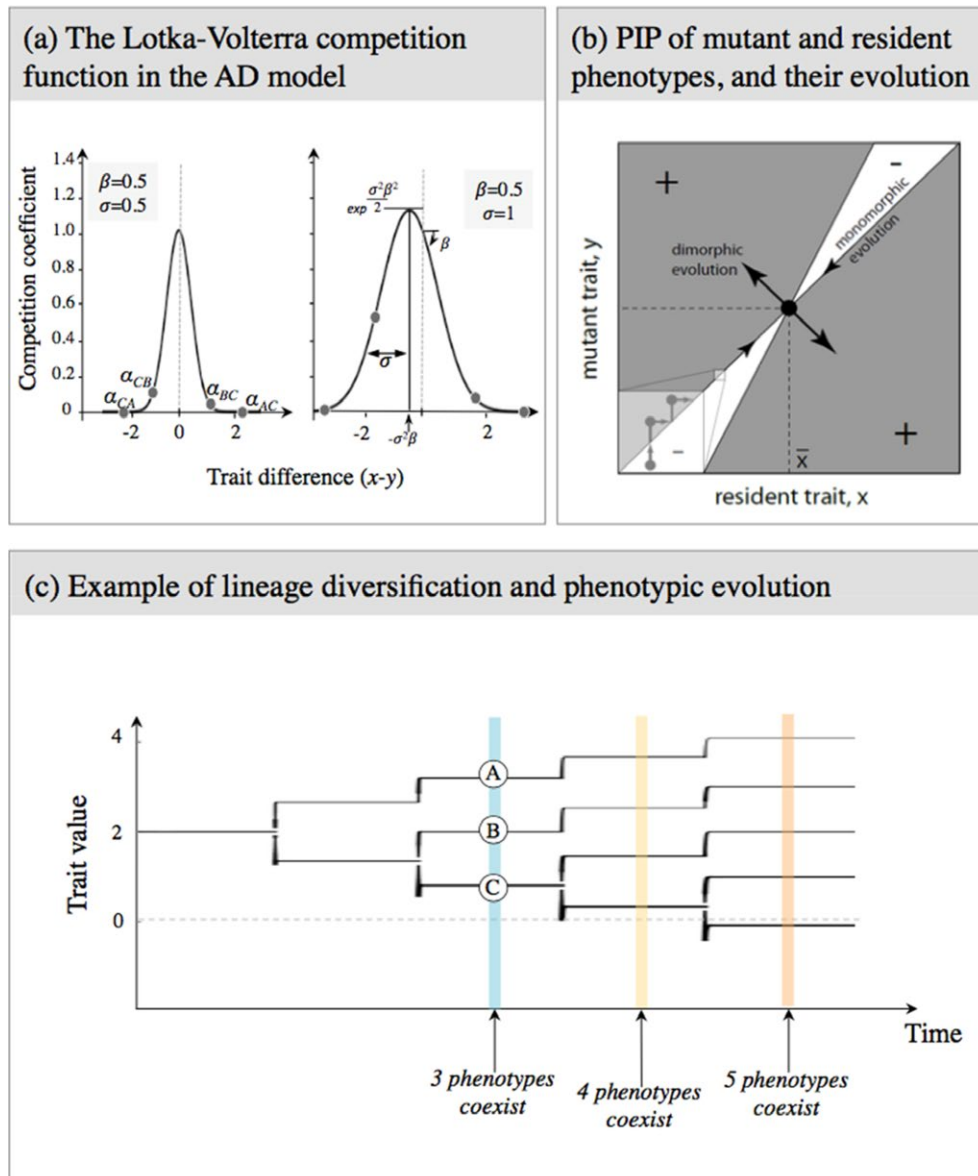 (a) The Lotka-Volterra competition
function in the AD model
1.4
1.2
1.0
0.8
0.6
0.4
0.2
0
Competition coefficient
β=0.5
σ=0.5
α_CA
α_CB
α_BC
α_AC
-2
0
2
exp σ²β²/2
β
β=0.5
σ=1
σ
-2
-σ²β
2
Trait difference (x-y)
(b) PIP of mutant and resident
phenotypes, and their evolution
mutant trait, y
+
-
monomorphic
evolution
dimorphic
evolution
-
+
x̄
resident trait, x
(c) Example of lineage diversification and phenotypic evolution
Trait value
4
2
0
A
B
C
Time
3 phenotypes
coexist
4 phenotypes
coexist
5 phenotypes
coexist